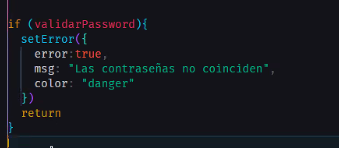 if (validarPassword){
setError({
error:true,
msg: "Las contraseñas no coinciden",
color: "danger"
})
return
}